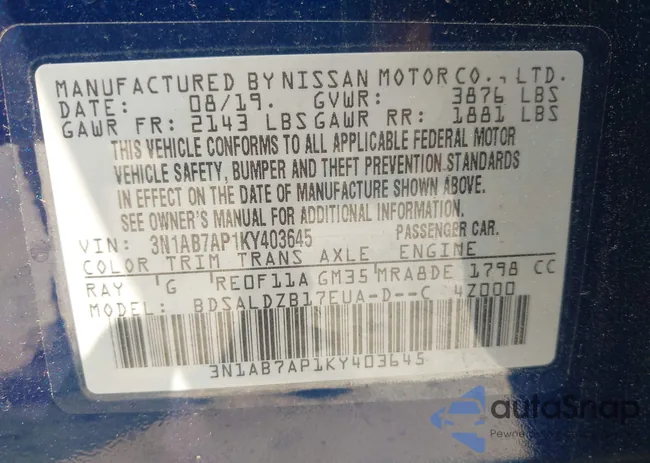 MANUFACTURED BY NISSAN MOTOR CO., LTD.
DATE: 08/19. GVWR: 3876 LBS
GAWR FR: 2143 LBS GAWR RR: 1881 LBS
THIS VEHICLE CONFORMS TO ALL APPLICABLE FEDERAL MOTOR
VEHICLE SAFETY, BUMPER AND THEFT PREVENTION STANDARDS
IN EFFECT ON THE DATE OF MANUFACTURE SHOWN ABOVE.
SEE OWNER'S MANUAL FOR ADDITIONAL INFORMATION.
VIN: 3N1AB7AP1KY403645 PASSENGER CAR.
COLOR TRIM TRANS AXLE ENGINE
RAY G RE0F11A GM35 MRA8DE 1798 CC
MODEL: BDSALDZB17EUA-D--C 4Z000
3N1AB7AP1KY403645
autoSnap